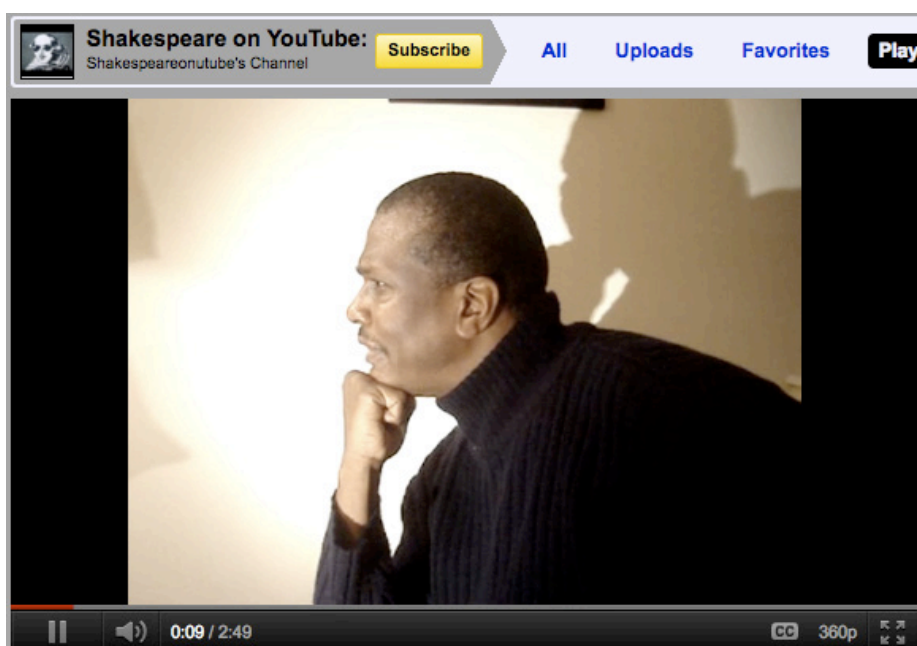 Shakespeare on YouTube:
Shakespeareonutube's Channel
Subscribe
All
Uploads
Favorites
Play
0:09 / 2:49
CC
360p